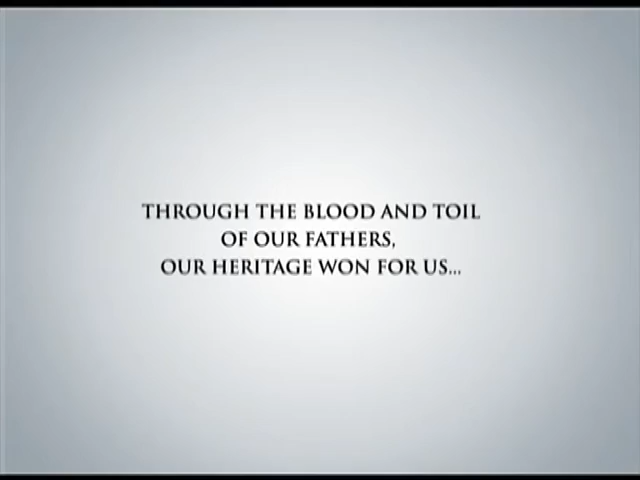 THROUGH THE BLOOD AND TOIL
OF OUR FATHERS,
OUR HERITAGE WON FOR US...